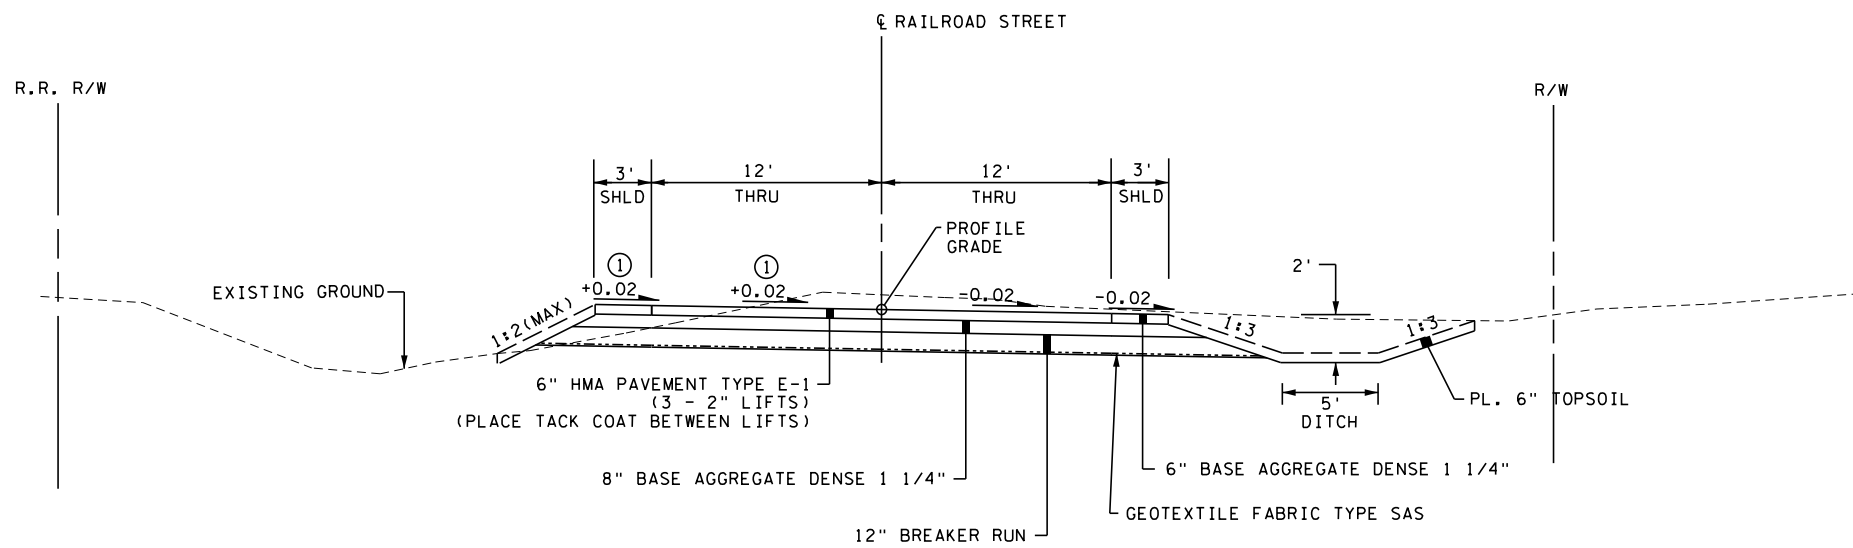 ℄ RAILROAD STREET
R.R. R/W
R/W
3'
12'
12'
3'
SHLD
THRU
THRU
SHLD
PROFILE
GRADE
1
1
2'
EXISTING GROUND
+0.02
+0.02
-0.02
-0.02
1:2(MAX)
1:3
1:3
6" HMA PAVEMENT TYPE E-1
(3 - 2" LIFTS)
(PLACE TACK COAT BETWEEN LIFTS)
5'
DITCH
PL. 6" TOPSOIL
8" BASE AGGREGATE DENSE 1 1/4"
6" BASE AGGREGATE DENSE 1 1/4"
GEOTEXTILE FABRIC TYPE SAS
12" BREAKER RUN